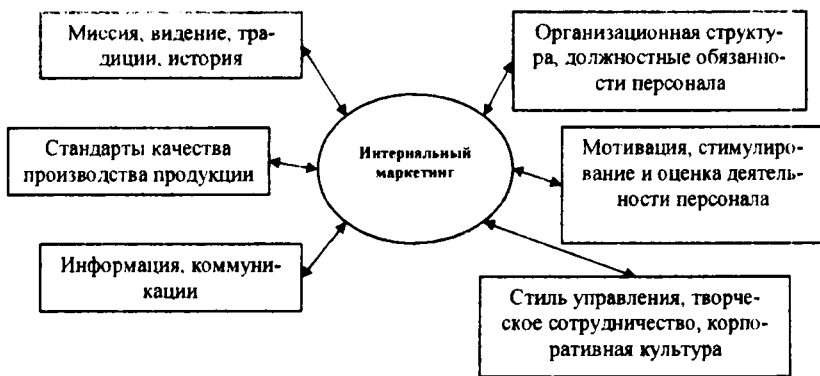 Миссия, видение, тра-
диции, история
Организационная структу-
ра, должностные обязанно-
сти персонала
Стандарты качества
производства продукции
Интернальный
маркетинг
Мотивация, стимулиро-
вание и оценка деятель-
ности персонала
Информация, коммуни-
кации
Стиль управления, творче-
ское сотрудничество, корпо-
ративная культура